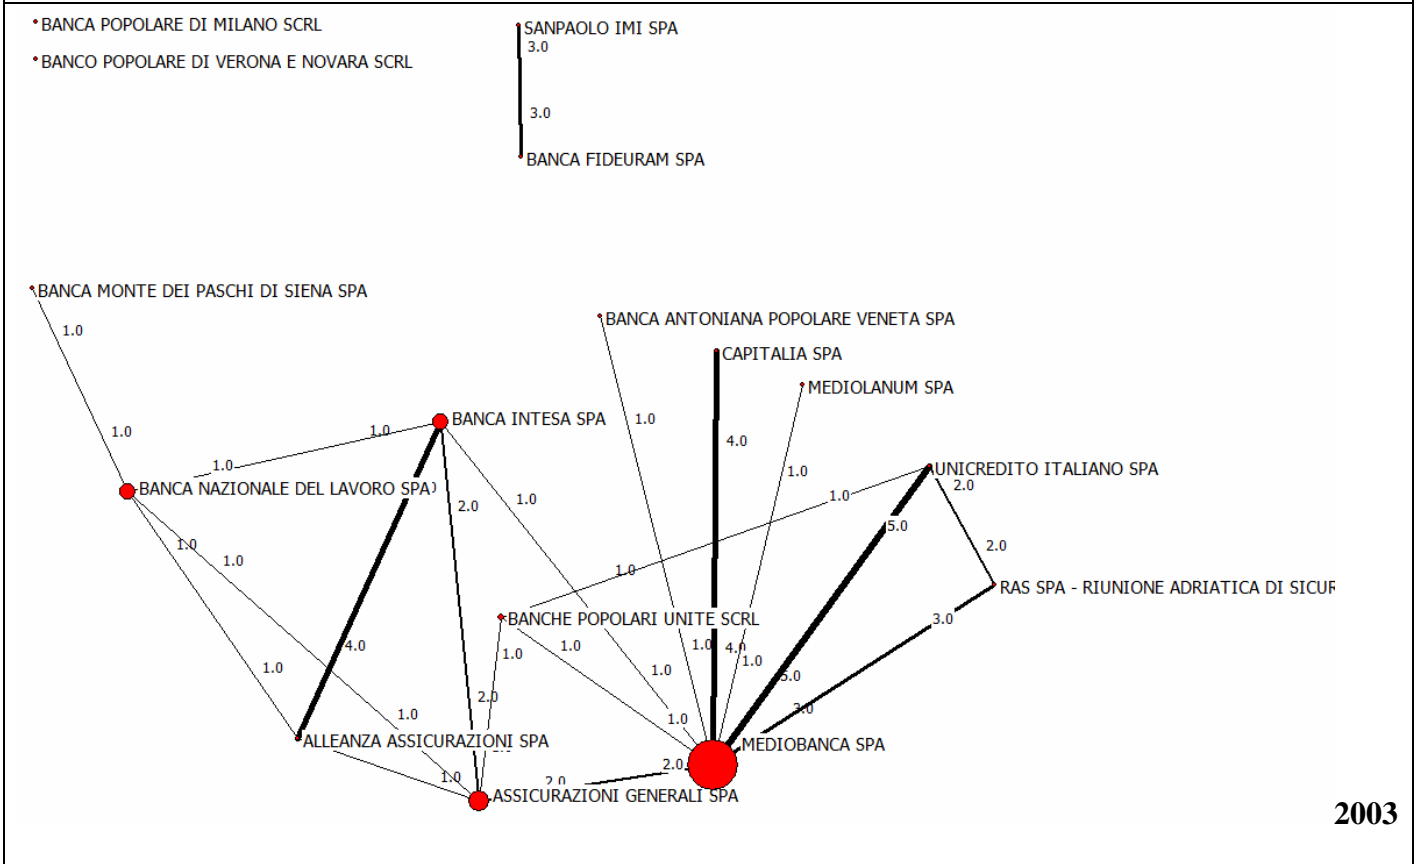 BANCA POPOLARE DI MILANO SCRL
SANPAOLO IMI SPA
3.0
BANCO POPOLARE DI VERONA E NOVARA SCRL
3.0
BANCA FIDEURAM SPA
BANCA MONTE DEI PASCHI DI SIENA SPA
1.0
BANCA ANTONIANA POPOLARE VENETA SPA
CAPITALIA SPA
MEDIOLANUM SPA
BANCA INTESA SPA
1.0
1.0
1.0
4.0
1.0
1.0
UNICREDITO ITALIANO SPA
2.0
BANCA NAZIONALE DEL LAVORO SPA
1.0
1.0
2.0
5.0
1.0
1.0
2.0
1.0
RAS SPA - RIUNIONE ADRIATICA DI SICUR
BANCHE POPOLARI UNITE SCRL
3.0
4.0
1.0
1.0
1.0
4.0
1.0
1.0
1.0
5.0
2.0
3.0
1.0
1.0
ALLEANZA ASSICURAZIONI SPA
MEDIOBANCA SPA
1.0
2.0
2.0
ASSICURAZIONI GENERALI SPA
2003